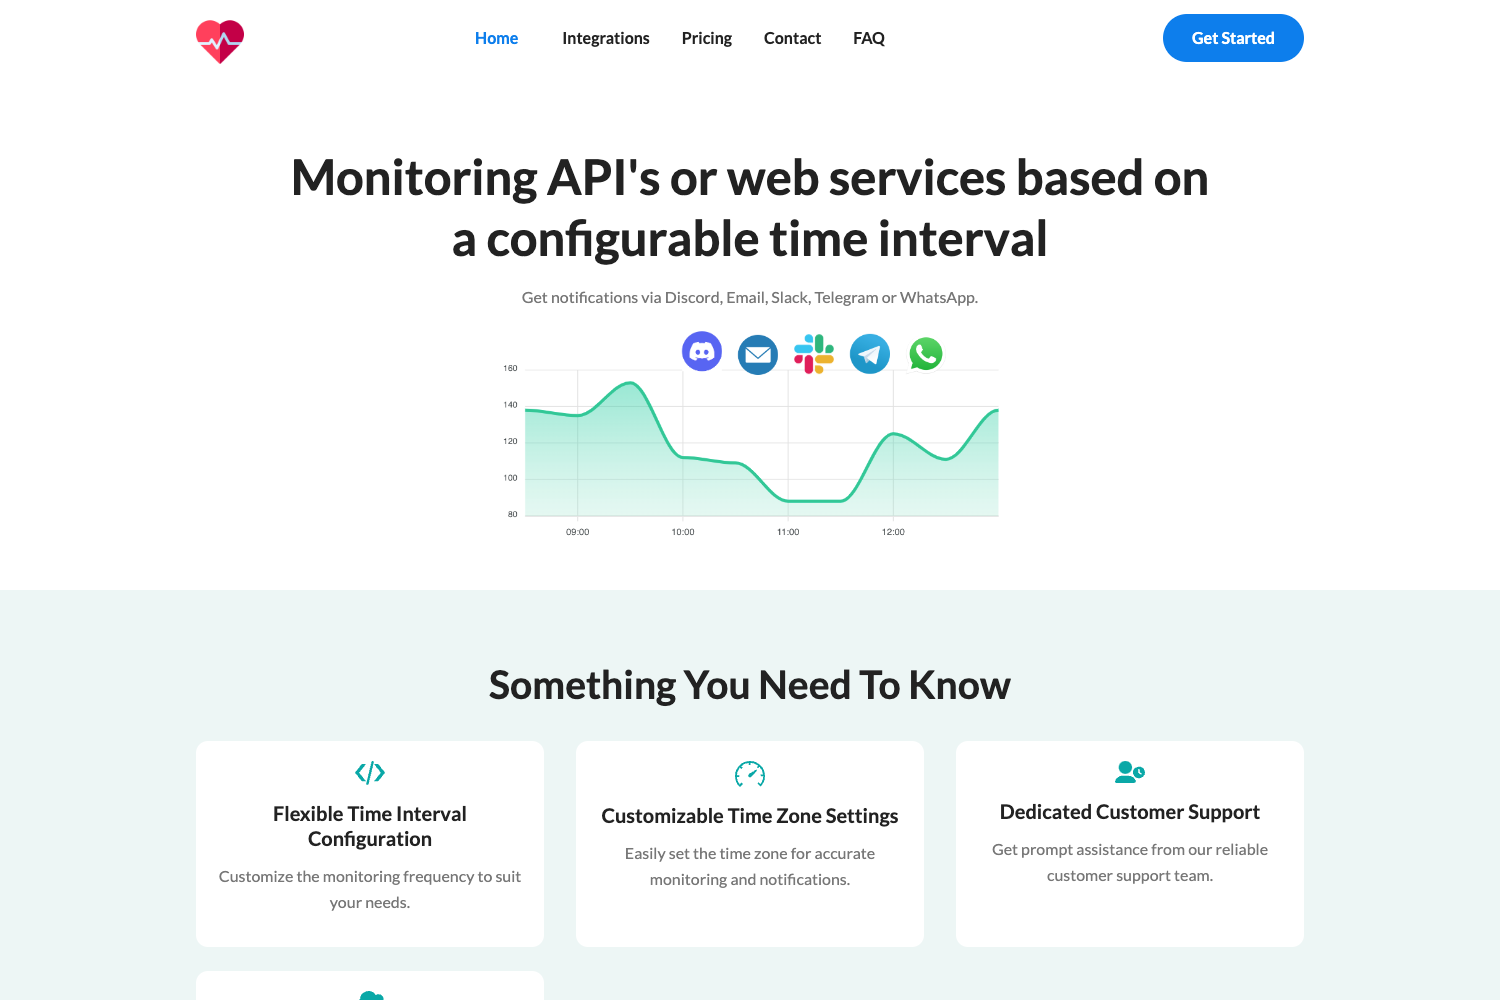 Home
Integrations
Pricing
Contact
FAQ
Get Started
Monitoring API's or web services based on
a configurable time interval
Get notifications via Discord, Email, Slack, Telegram or WhatsApp.
160
140
120
100
80
09:00
10:00
11:00
12:00
Something You Need To Know
Flexible Time Interval
Configuration
Customize the monitoring frequency to suit
your needs.
Customizable Time Zone Settings
Easily set the time zone for accurate
monitoring and notifications.
Dedicated Customer Support
Get prompt assistance from our reliable
customer support team.